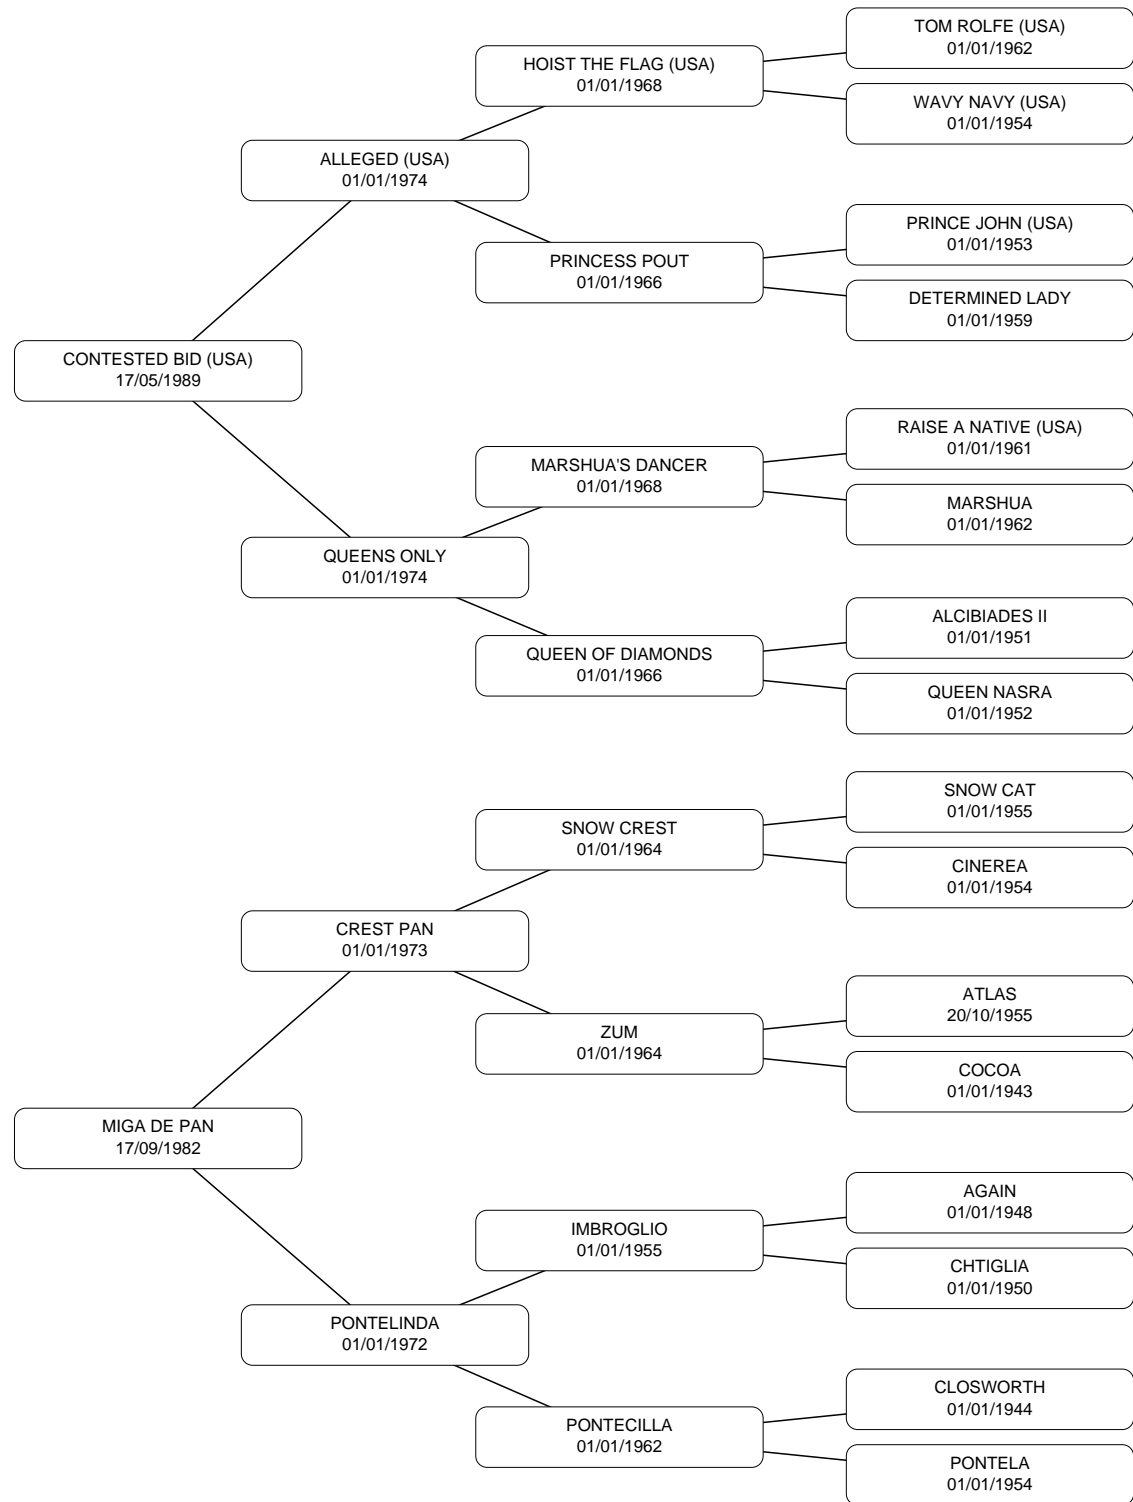 TOM ROLFE (USA)
01/01/1962
HOIST THE FLAG (USA)
01/01/1968
WAVY NAVY (USA)
01/01/1954
ALLEGED (USA)
01/01/1974
PRINCE JOHN (USA)
01/01/1953
PRINCESS POUT
01/01/1966
DETERMINED LADY
01/01/1959
CONTESTED BID (USA)
17/05/1989
RAISE A NATIVE (USA)
01/01/1961
MARSHUA'S DANCER
01/01/1968
MARSHUA
01/01/1962
QUEENS ONLY
01/01/1974
ALCIBIADES II
01/01/1951
QUEEN OF DIAMONDS
01/01/1966
QUEEN NASRA
01/01/1952
SNOW CAT
01/01/1955
SNOW CREST
01/01/1964
CINEREA
01/01/1954
CREST PAN
01/01/1973
ATLAS
20/10/1955
ZUM
01/01/1964
COCOA
01/01/1943
MIGA DE PAN
17/09/1982
AGAIN
01/01/1948
IMBROGLIO
01/01/1955
CHTIGLIA
01/01/1950
PONTELINDA
01/01/1972
CLOSWORTH
01/01/1944
PONTECILLA
01/01/1962
PONTELA
01/01/1954